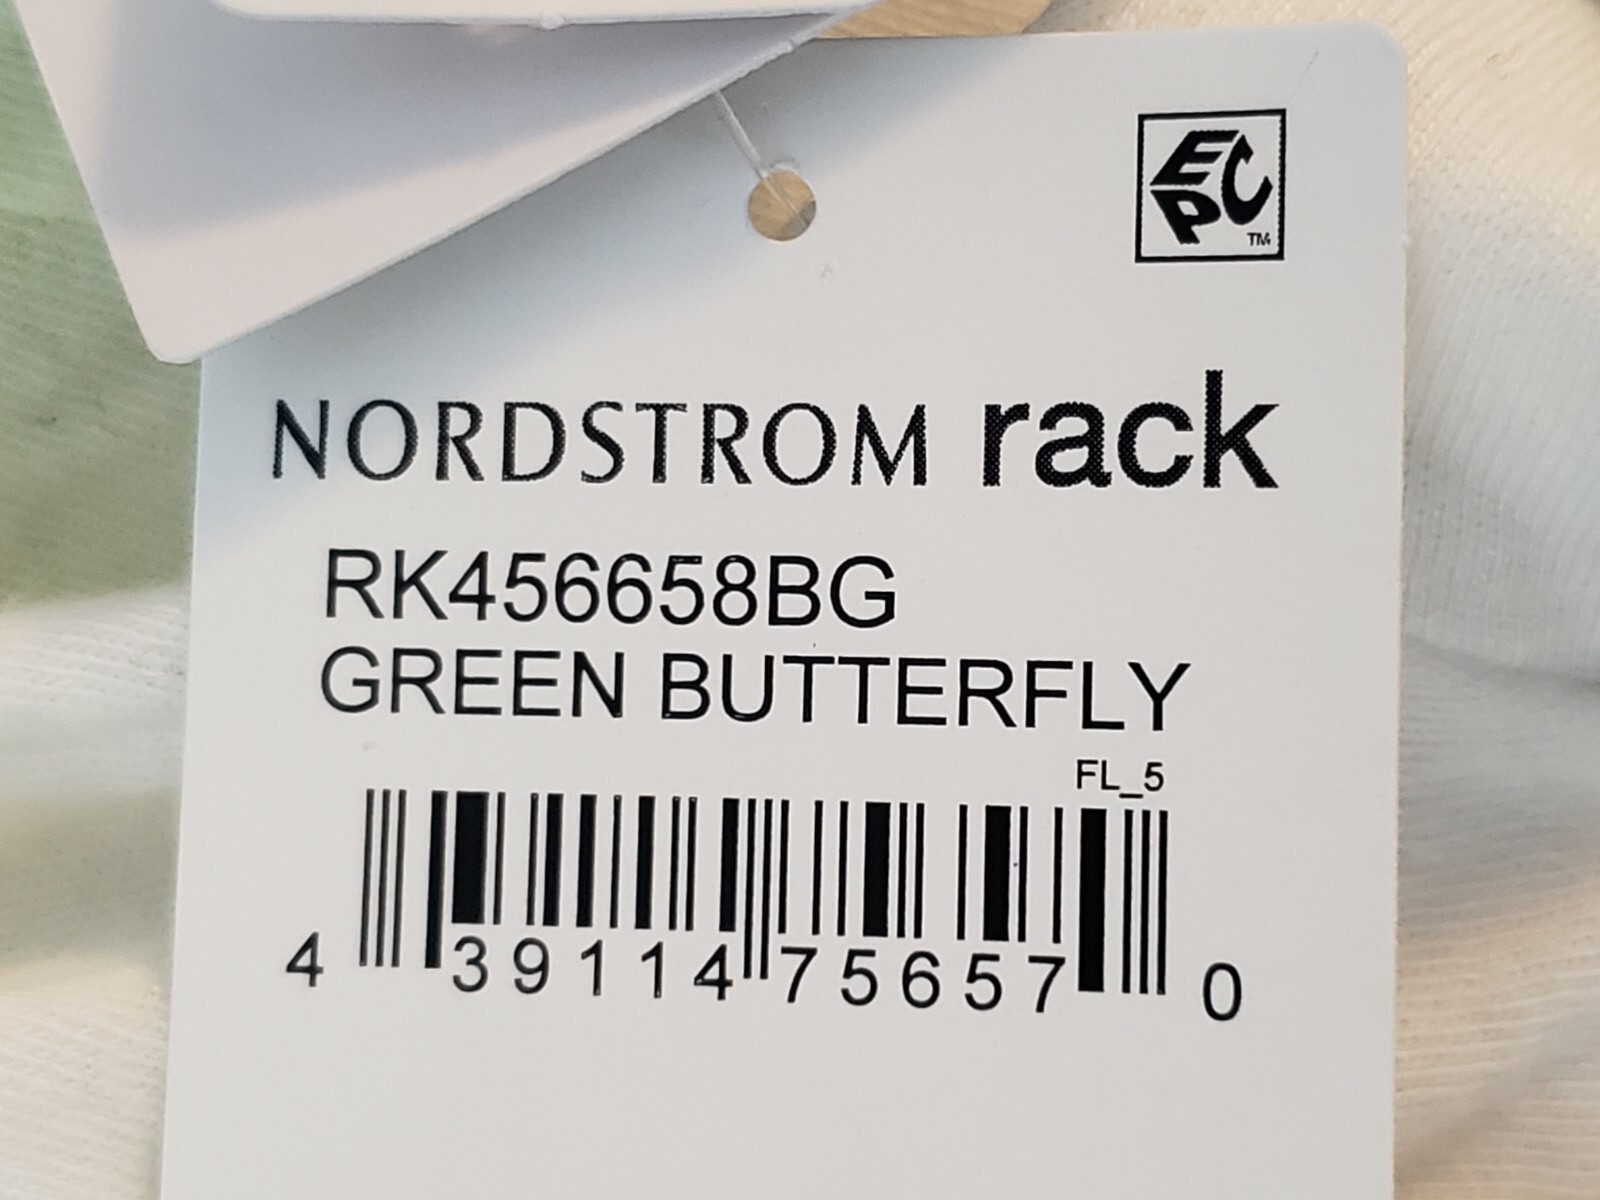 EPC
TM
NORDSTROM rack
RK456658BG
GREEN BUTTERFLY
FL_5
4 39114 75657 0